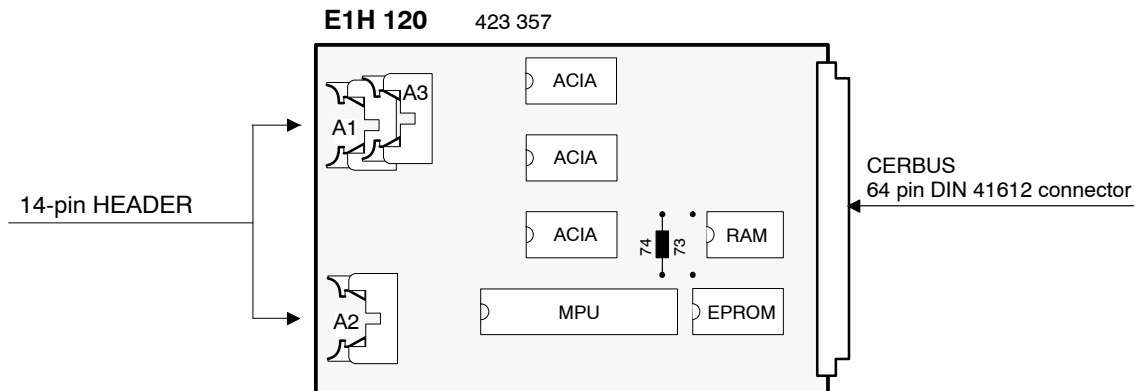 E1H 120 423 357
ACIA
A3
A1
ACIA
CERBUS
64 pin DIN 41612 connector
14-pin HEADER
ACIA
74
73
RAM
A2
MPU
EPROM